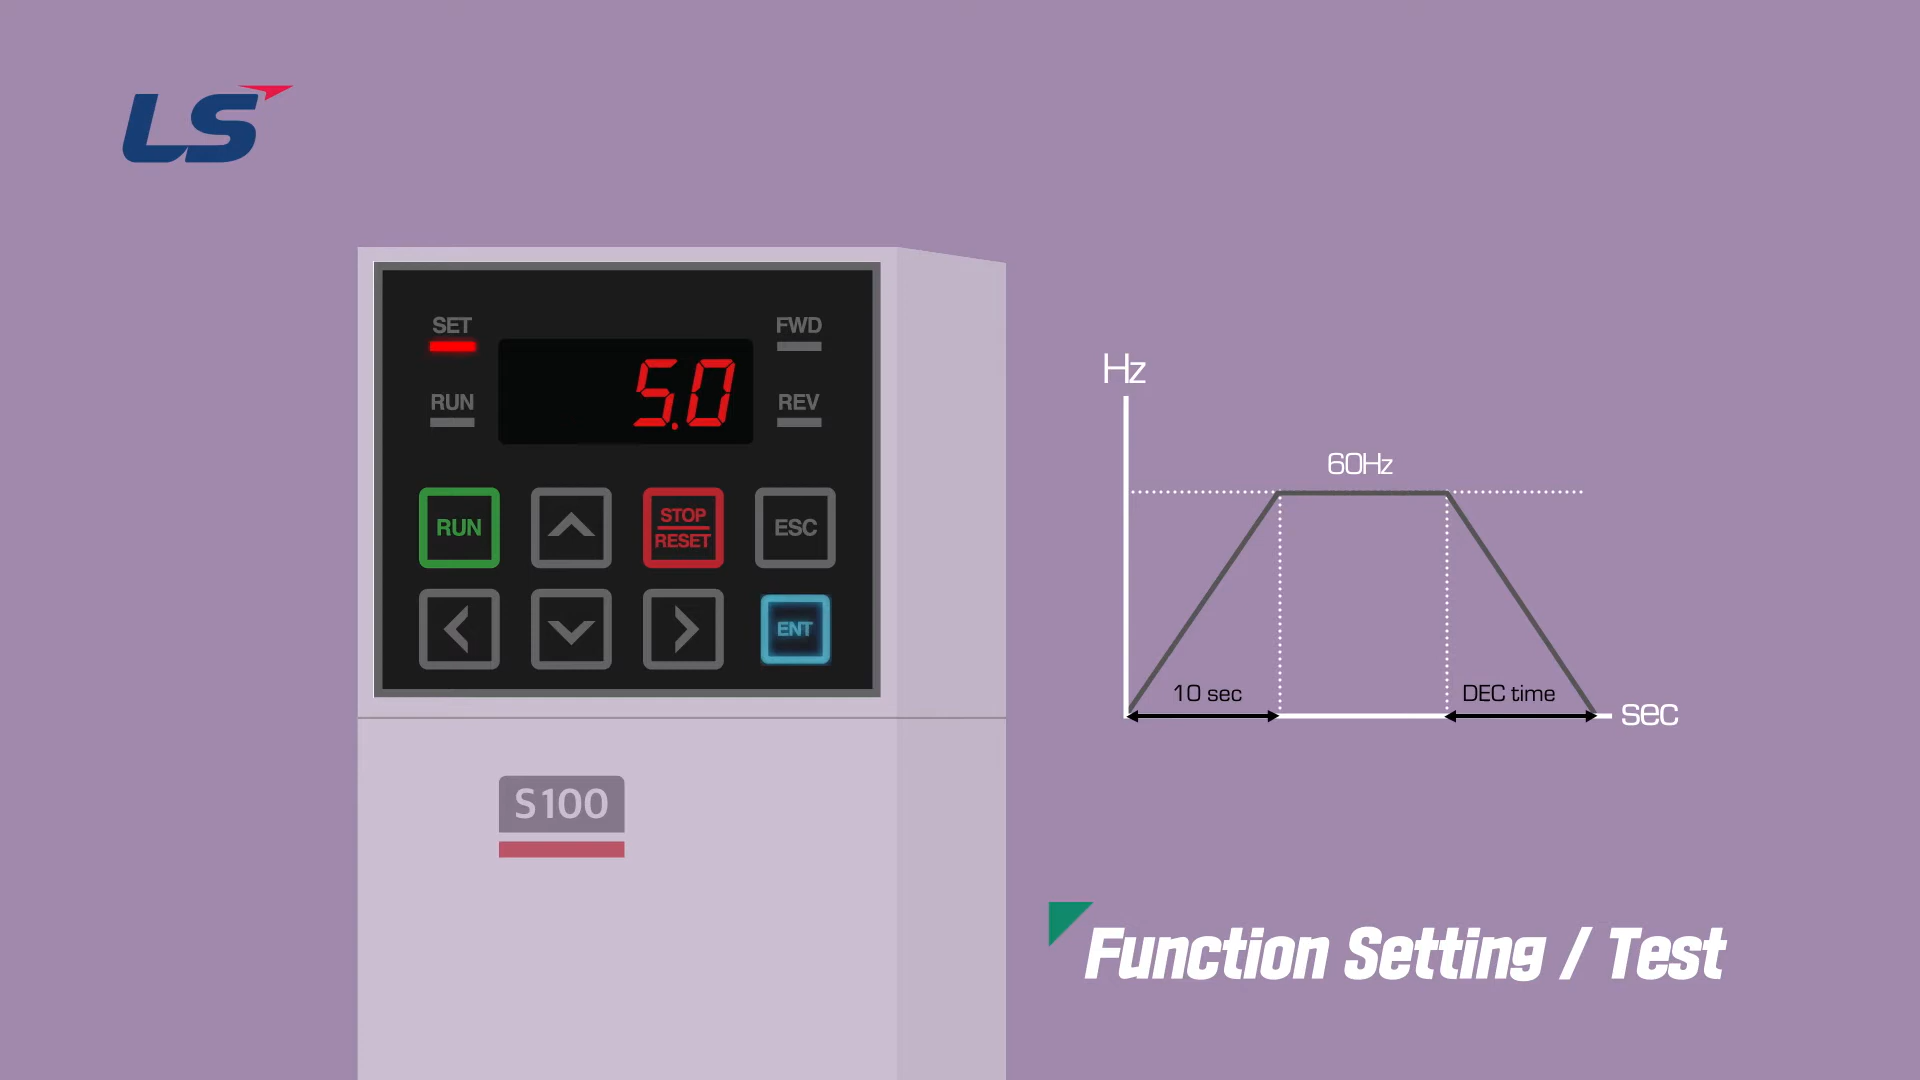 LS
SET
FWD
5.0
RUN
REV
RUN
STOP
RESET
ESC
ENT
S100
Hz
60Hz
10 sec
DEC time
sec
Function Setting / Test